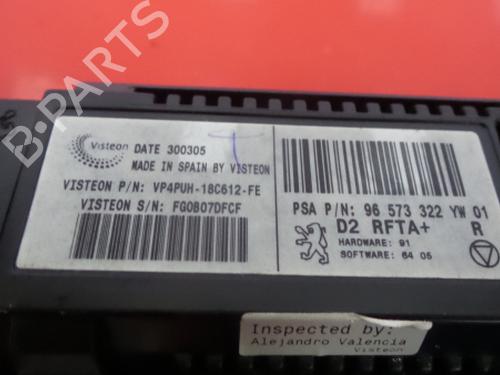 B-PARTS
Visteon DATE 300305
MADE IN SPAIN BY VISTEON
VISTEON P/N: VP4PUH-18C612-FE
VISTEON S/N: FG0B07DFCF
PSA P/N: 96 573 322 YW 01
D2 RFTA+ R
HARDWARE: 91
SOFTWARE: 64 05
Inspected by:
Alejandro Valencia
Visteon